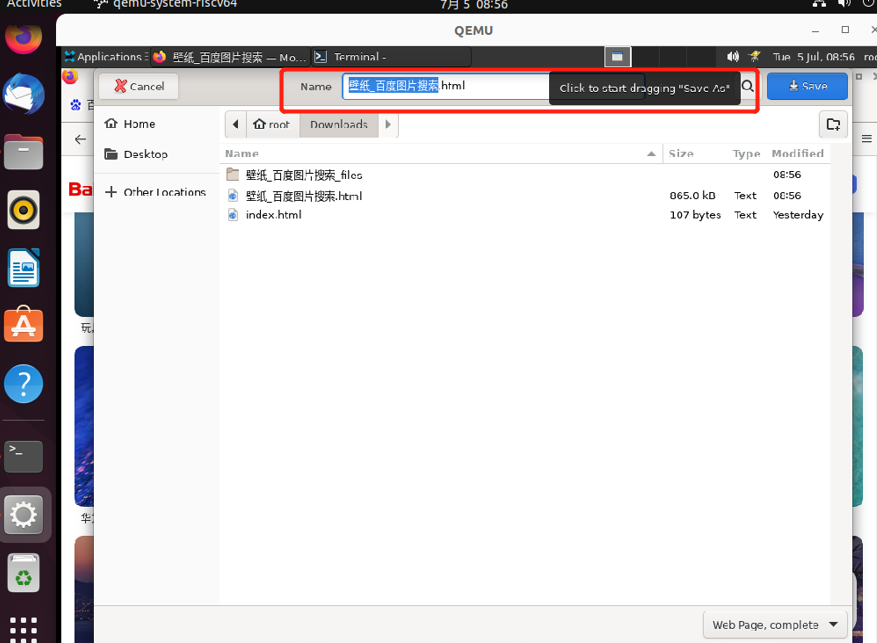 Activities qemu-system-riscv64 7月 5 08:56
QEMU
Applications 壁纸_百度图片搜索 — Mo... Terminal - Tue 5 Jul, 08:56 roo
Cancel Name 壁纸_百度图片搜索.html Click to start dragging "Save As" Save
Home root Downloads
Desktop Name Size Type Modified
Other Locations
壁纸_百度图片搜索_files 08:56
壁纸_百度图片搜索.html 865.0 kB Text 08:56
index.html 107 bytes Text Yesterday
百
Ba
玩
华
Web Page, complete